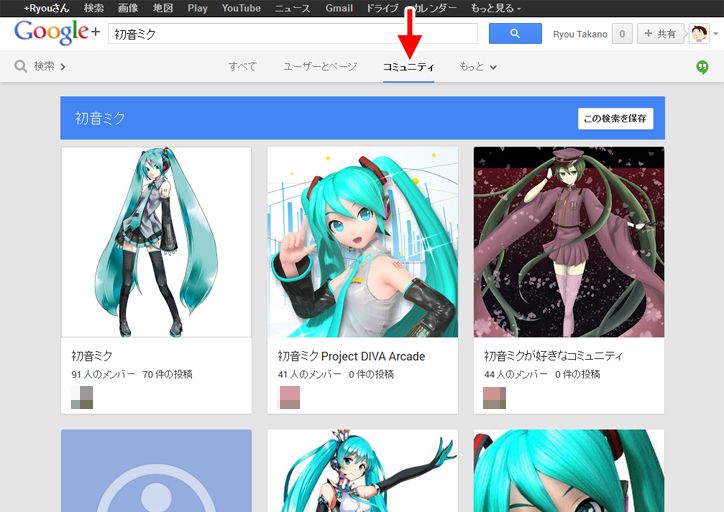 +Ryouさん 検索 画像 地図 Play YouTube ニュース Gmail ドライブ カレンダー もっと見る
Google+ 初音ミク Ryou Takano 0 + 共有
検索 すべて ユーザーとページ コミュニティ もっと
初音ミク この検索を保存
初音ミク 初音ミク Project DIVA Arcade 初音ミクが好きなコミュニティ
91 人のメンバー 70 件の投稿 41 人のメンバー 0 件の投稿 44 人のメンバー 0 件の投稿